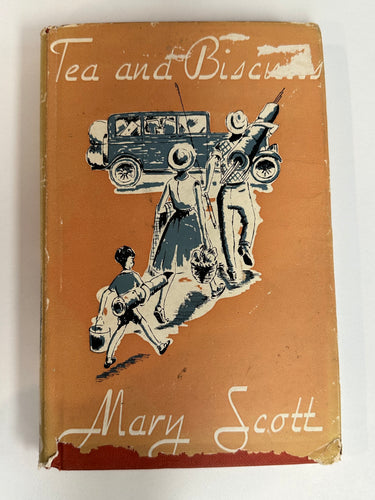 Tea and Biscuits
Mary Scott